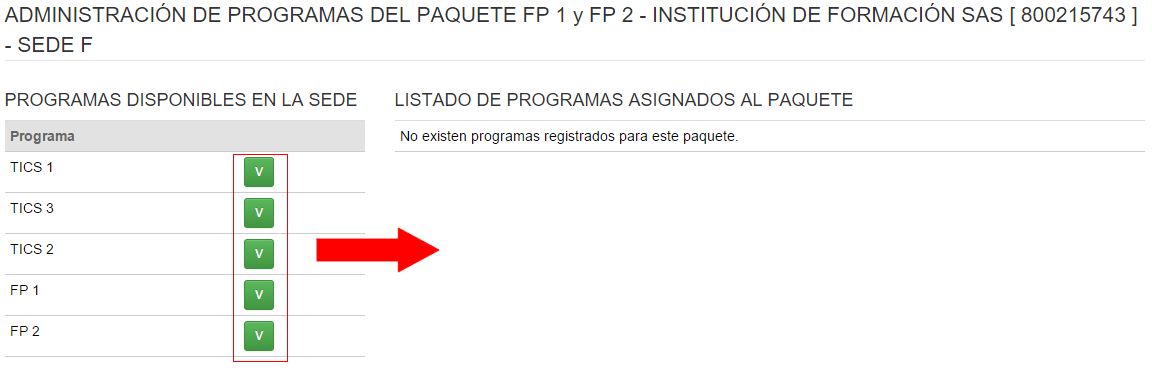 ADMINISTRACIÓN DE PROGRAMAS DEL PAQUETE FP 1 y FP 2 - INSTITUCIÓN DE FORMACIÓN SAS [ 800215743 ]
- SEDE F
PROGRAMAS DISPONIBLES EN LA SEDE
Programa
TICS 1 V
TICS 3 V
TICS 2 V
FP 1 V
FP 2 V
LISTADO DE PROGRAMAS ASIGNADOS AL PAQUETE
No existen programas registrados para este paquete.